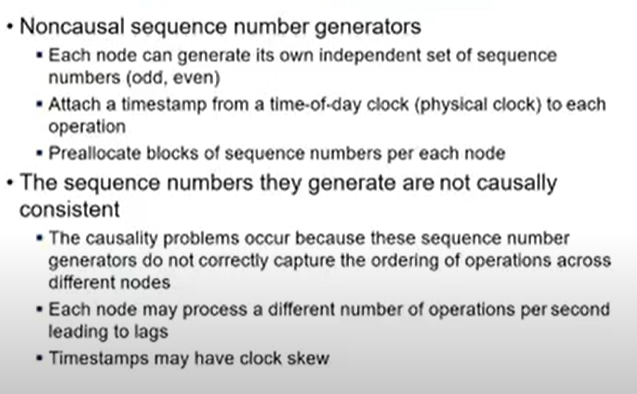 • Noncausal sequence number generators
▪ Each node can generate its own independent set of sequence
numbers (odd, even)
▪ Attach a timestamp from a time-of-day clock (physical clock) to each
operation
▪ Preallocate blocks of sequence numbers per each node
• The sequence numbers they generate are not causally
consistent
▪ The causality problems occur because these sequence number
generators do not correctly capture the ordering of operations across
different nodes
▪ Each node may process a different number of operations per second
leading to lags
▪ Timestamps may have clock skew